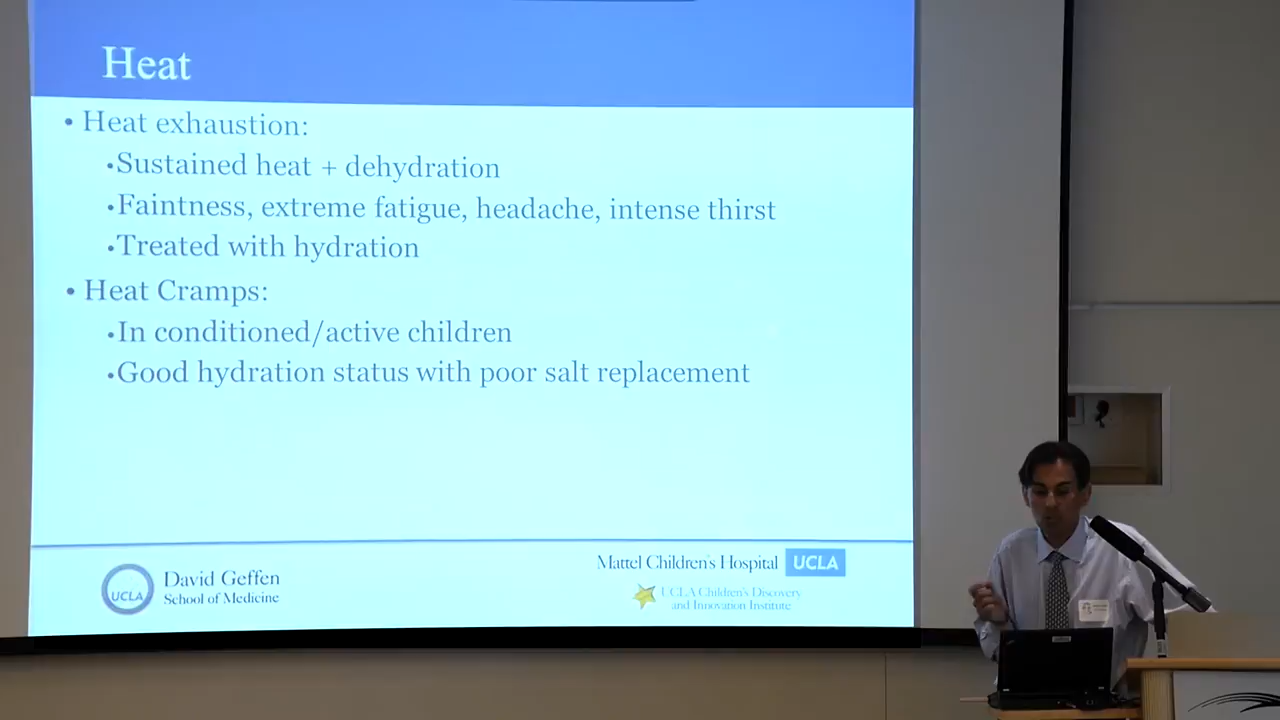 Heat
• Heat exhaustion:
•Sustained heat + dehydration
•Faintness, extreme fatigue, headache, intense thirst
•Treated with hydration
• Heat Cramps:
•In conditioned/active children
•Good hydration status with poor salt replacement
UCLA
David Geffen
School of Medicine
Mattel Children's Hospital UCLA
UCLA Children's Discovery
and Innovation Institute